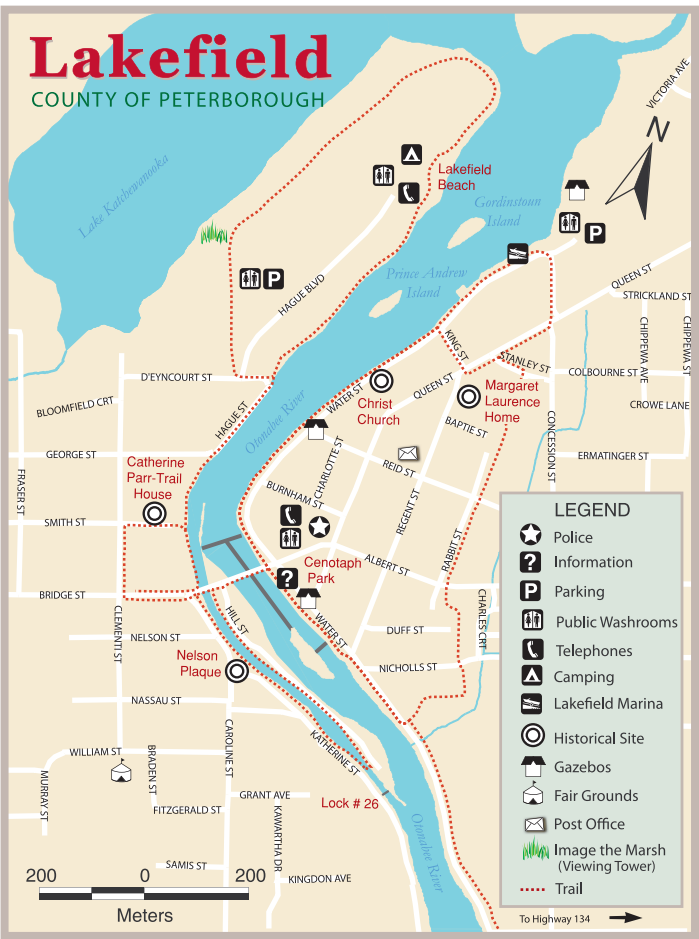 Lakefield
COUNTY OF PETERBOROUGH
VICTORIA AVE
N
Lake Katchewanooka
Lakefield
Beach
Gordinstoun
Island
P
P
Prince Andrew
Island
HAGUE BLVD
QUEEN ST
STRICKLAND ST
CHIPPEWA AVE
CHIPPEWA ST
KING ST
STANLEY ST
COLBOURNE ST
D'EYNCOURT ST
BLOOMFIELD CRT
HAGUE ST
Otonabee River
WATER ST
Christ
Church
QUEEN ST
Margaret
Laurence
Home
CROWE LANE
BAPTIE ST
CONCESSION ST
GEORGE ST
Catherine
Parr-Trail
House
CHARLOTTE ST
REID ST
ERMATINGER ST
FRASER ST
SMITH ST
BURNHAM ST
REGENT ST
RABBIT ST
Cenotaph
Park
?
ALBERT ST
BRIDGE ST
CLEMENTI ST
HILL ST
WATER ST
CHARLES CRT
NELSON ST
DUFF ST
Nelson
Plaque
NICHOLLS ST
NASSAU ST
CAROLINE ST
KATHERINE ST
WILLIAM ST
BRADEN ST
MURRAY ST
Lock # 26
GRANT AVE
FITZGERALD ST
KAWARTHA DR
Otonabee River
SAMIS ST
KINGDON AVE
200 0 200
Meters
LEGEND
Police
? Information
P Parking
Public Washrooms
Telephones
Camping
Lakefield Marina
Historical Site
Gazebos
Fair Grounds
Post Office
Image the Marsh
(Viewing Tower)
Trail
To Highway 134